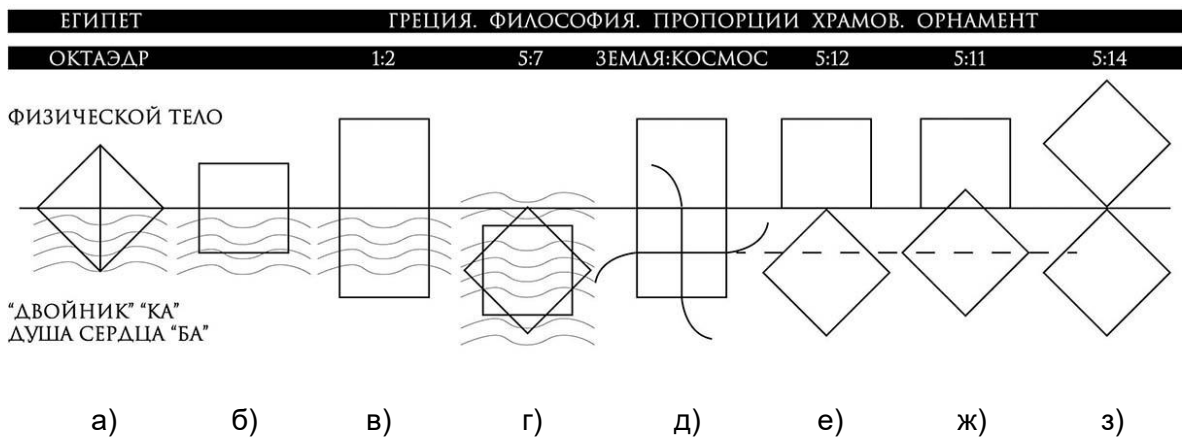 ЕГИПЕТ ГРЕЦИЯ. ФИЛОСОФИЯ. ПРОПОРЦИИ ХРАМОВ. ОРНАМЕНТ
ОКТАЭДР 1:2 5:7 ЗЕМЛЯ:КОСМОС 5:12 5:11 5:14
ФИЗИЧЕСКОЙ ТЕЛО
“ДВОЙНИК” “КА”
ДУША СЕРДЦА “БА”
а) б) в) г) д) е) ж) з)